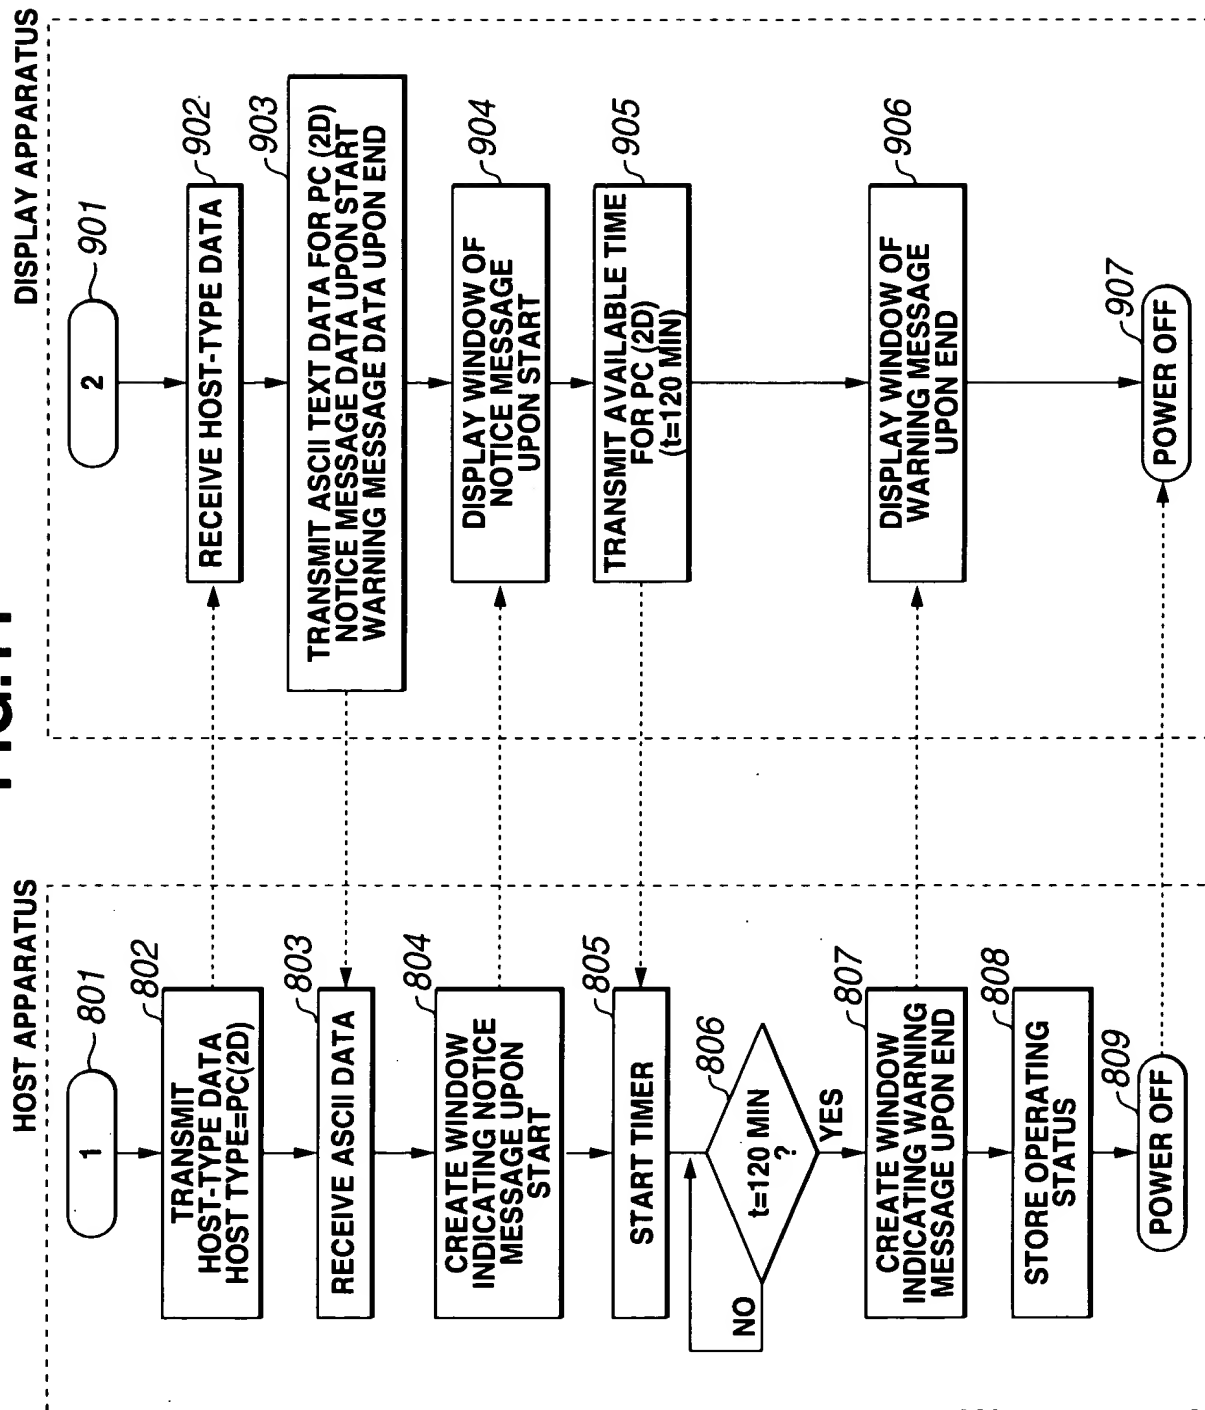 HOST APPARATUS
801
1
802
TRANSMIT
HOST-TYPE DATA
HOST TYPE=PC(2D)
803
RECEIVE ASCII DATA
804
CREATE WINDOW
INDICATING NOTICE
MESSAGE UPON
START
805
START TIMER
806
t=120 MIN
?
NO
YES
807
CREATE WINDOW
INDICATING WARNING
MESSAGE UPON END
808
STORE OPERATING
STATUS
809
POWER OFF
DISPLAY APPARATUS
901
2
902
RECEIVE HOST-TYPE DATA
903
TRANSMIT ASCII TEXT DATA FOR PC (2D)
NOTICE MESSAGE DATA UPON START
WARNING MESSAGE DATA UPON END
904
DISPLAY WINDOW OF
NOTICE MESSAGE
UPON START
905
TRANSMIT AVAILABLE TIME
FOR PC (2D)
(t=120 MIN)
906
DISPLAY WINDOW OF
WARNING MESSAGE
UPON END
907
POWER OFF